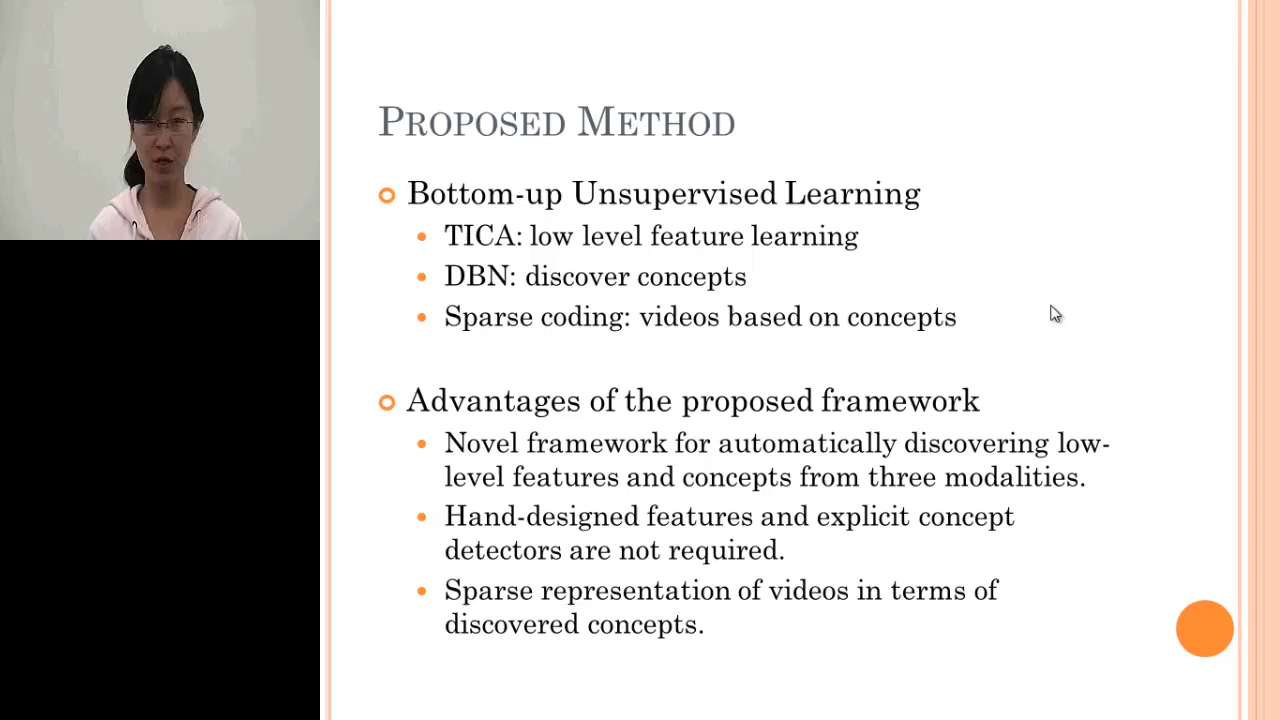 PROPOSED METHOD
Bottom-up Unsupervised Learning
TICA: low level feature learning
DBN: discover concepts
Sparse coding: videos based on concepts
Advantages of the proposed framework
Novel framework for automatically discovering low-
level features and concepts from three modalities.
Hand-designed features and explicit concept
detectors are not required.
Sparse representation of videos in terms of
discovered concepts.